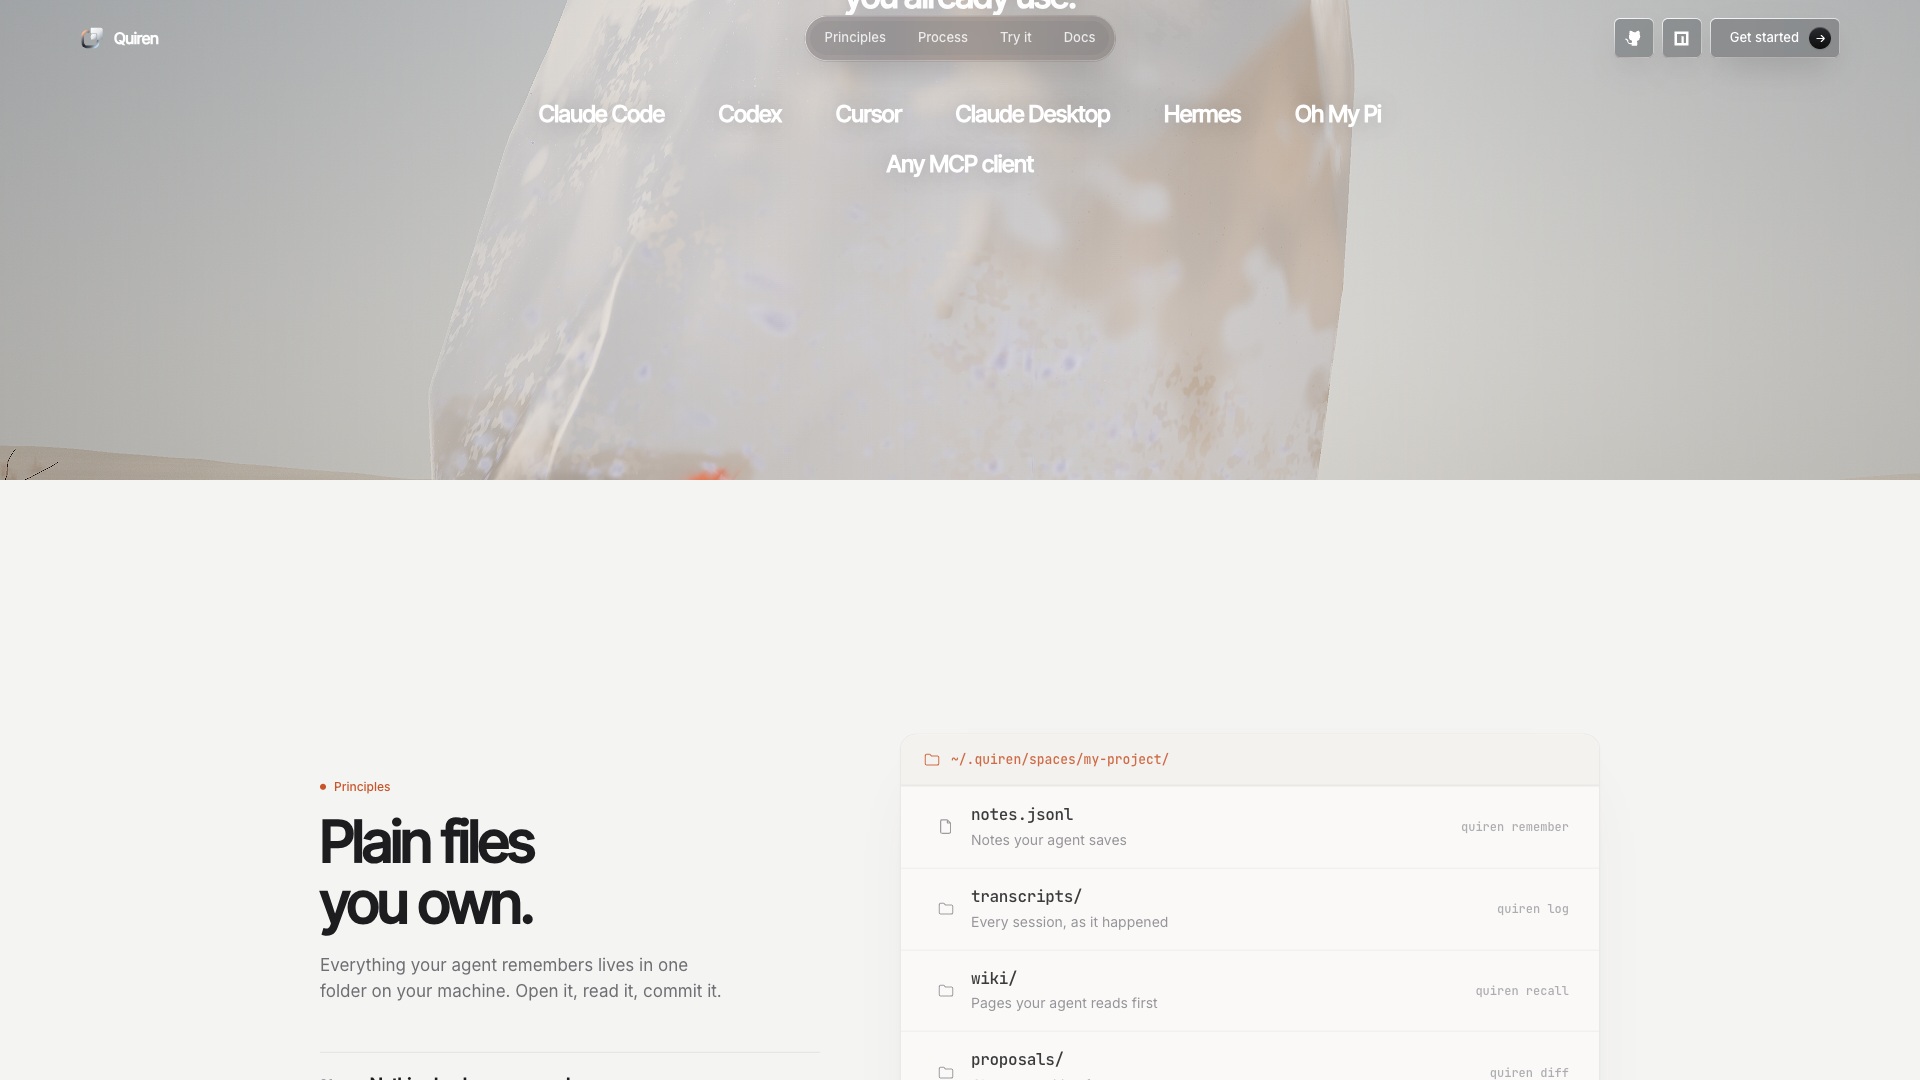 you already use.
Quiren
Principles
Process
Try it
Docs
Get started
Claude Code
Codex
Cursor
Claude Desktop
Hermes
Oh My Pi
Any MCP client
Principles
Plain files
you own.
Everything your agent remembers lives in one
folder on your machine. Open it, read it, commit it.
~/.quiren/spaces/my-project/
notes.jsonl
Notes your agent saves
quiren remember
transcripts/
Every session, as it happened
quiren log
wiki/
Pages your agent reads first
quiren recall
proposals/
quiren diff